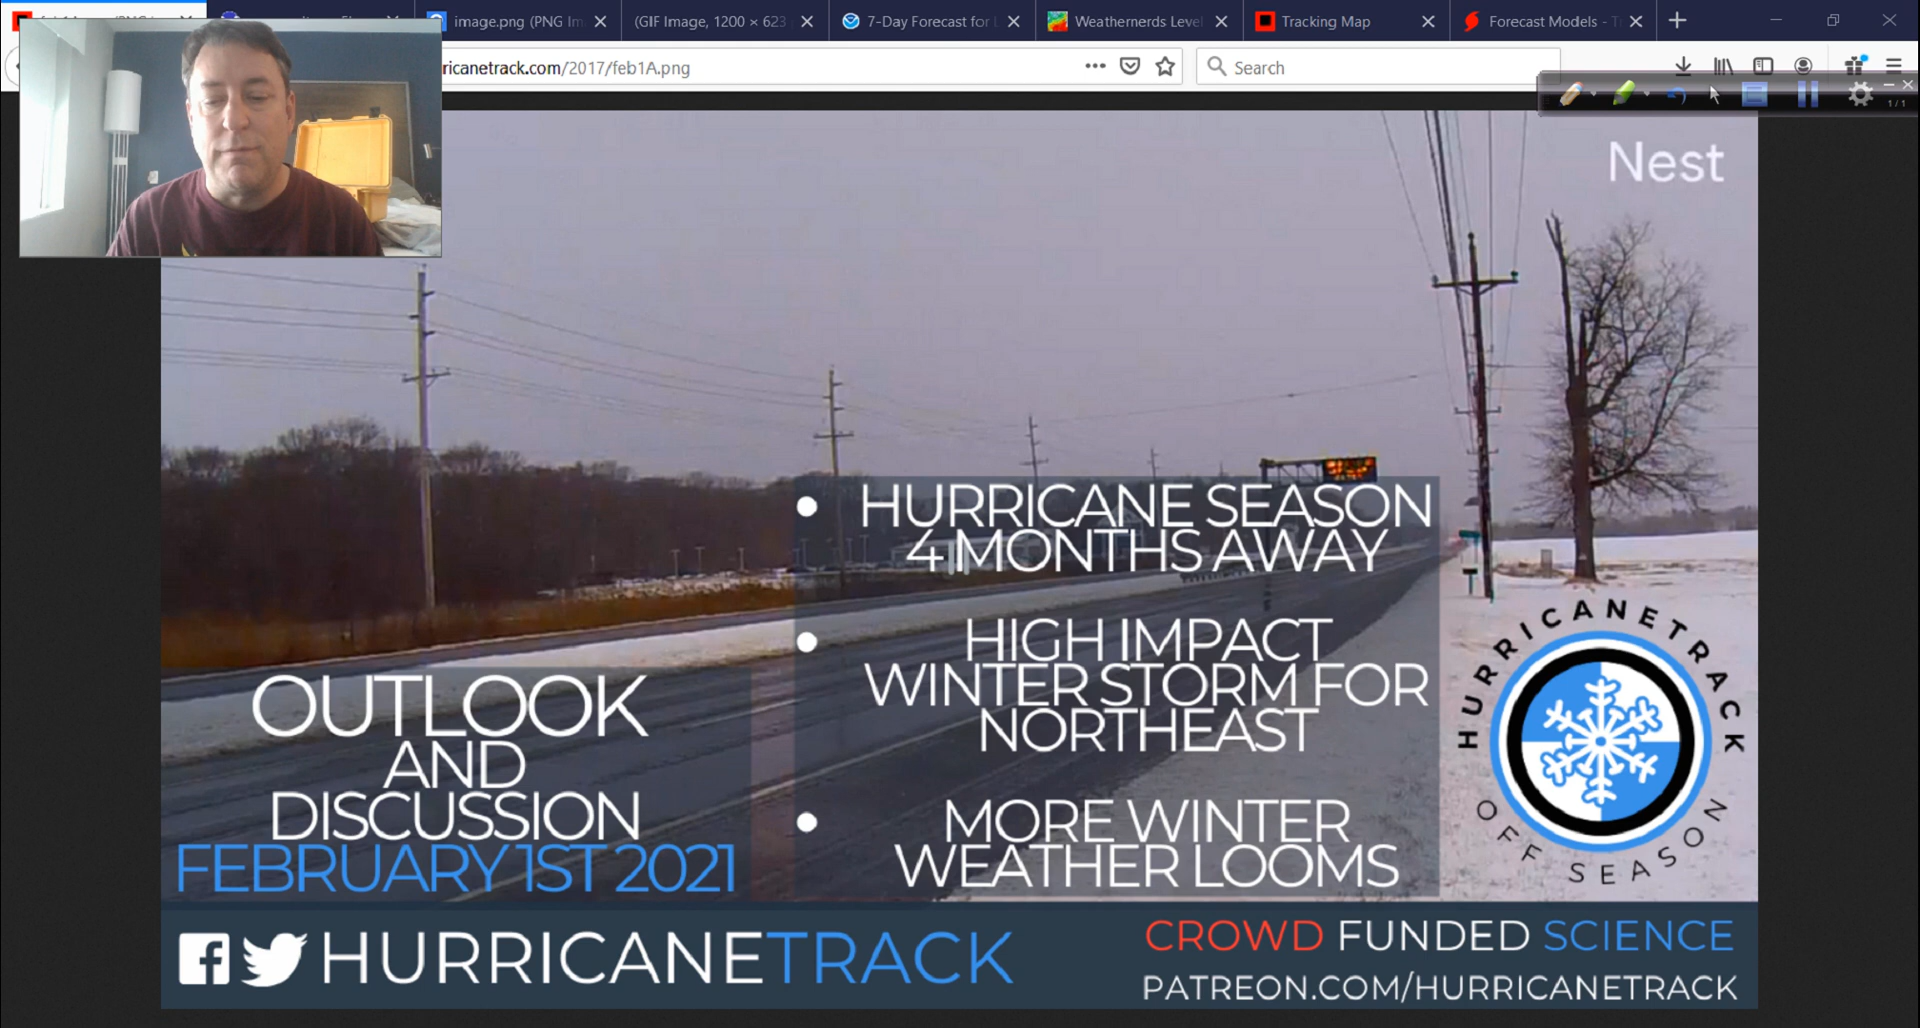 image.png (PNG Im
(GIF Image, 1200 × 623
7-Day Forecast for L
Weathernerds Level
Tracking Map
Forecast Models - T
ricanetrack.com/2017/feb1A.png
Search
1/1
Nest
HURRICANE SEASON
4 MONTHS AWAY
HIGH IMPACT
WINTER STORM FOR
NORTHEAST
MORE WINTER
WEATHER LOOMS
OUTLOOK
AND
DISCUSSION
FEBRUARY 1ST 2021
HURRICANETRACK
OFF SEASON
HURRICANETRACK
CROWD FUNDED SCIENCE
PATREON.COM/HURRICANETRACK